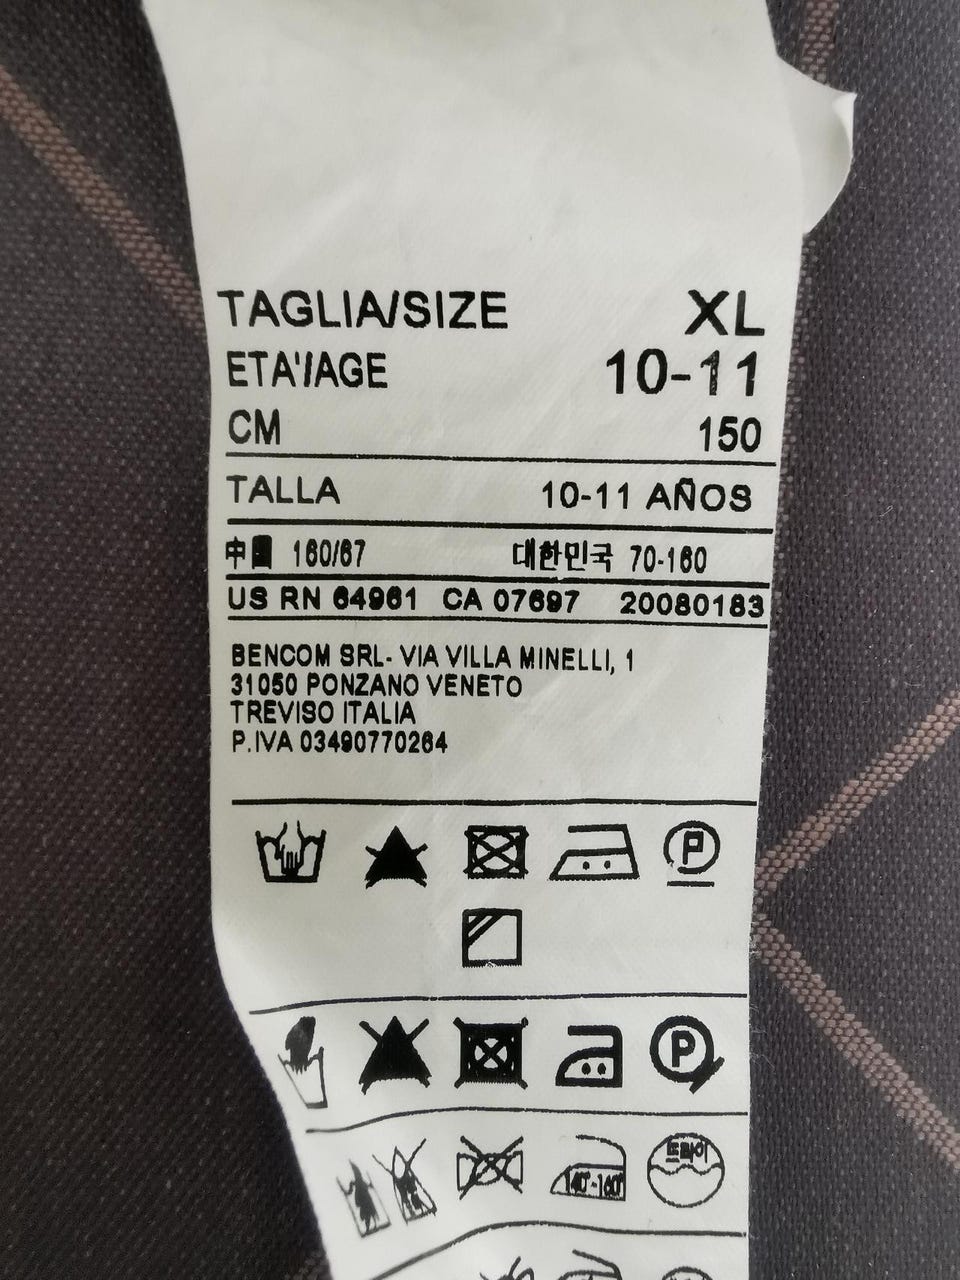 TAGLIA/SIZE XL
ETA'/AGE 10-11
CM 150
TALLA 10-11 AÑOS
中國 160/67 대한민국 70-160
US RN 64961 CA 07697 20080183
BENCOM SRL- VIA VILLA MINELLI, 1
31050 PONZANO VENETO
TREVISO ITALIA
P.IVA 03490770264
P
P
드라이
140°-160°